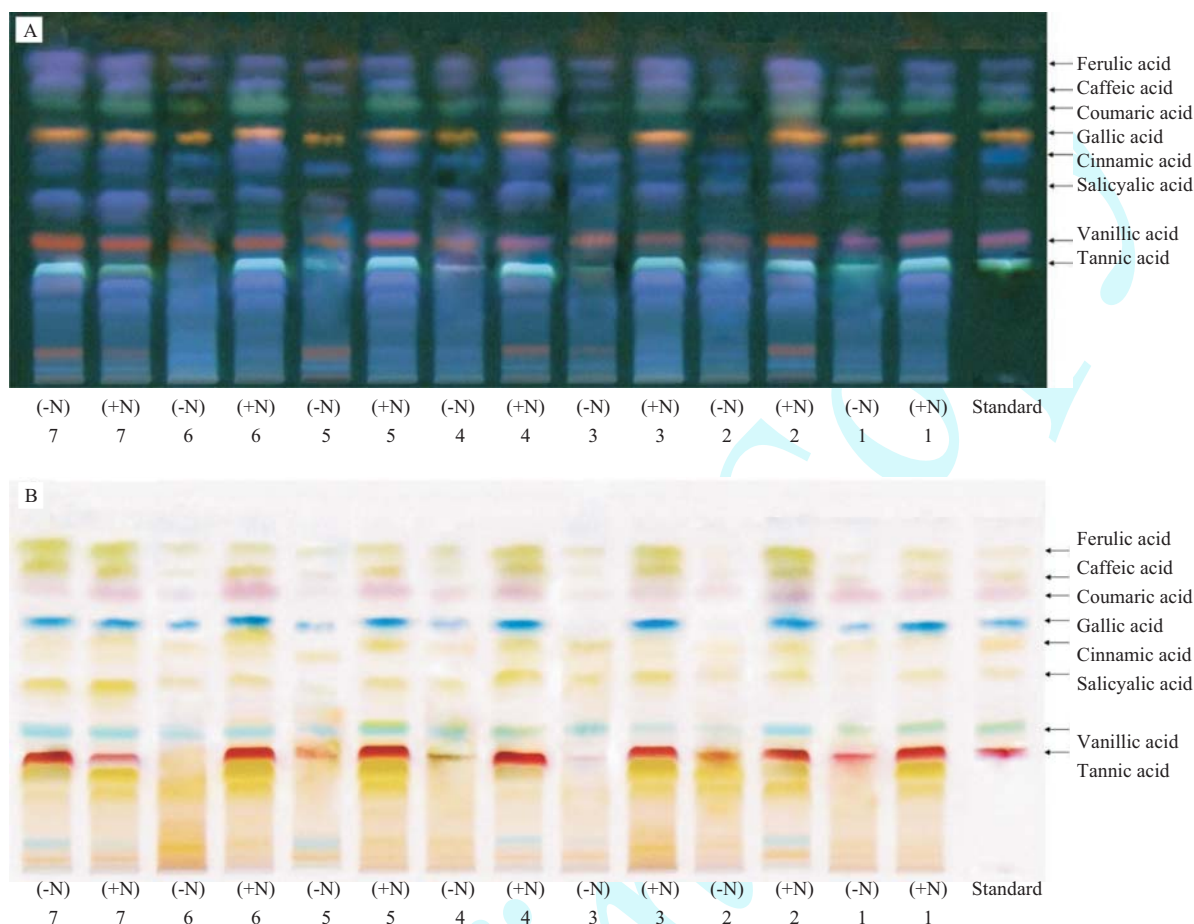 A
Ferulic acid
Caffeic acid
Coumaric acid
Gallic acid
Cinnamic acid
Salicyalic acid
Vanillic acid
Tannic acid
(-N) (+N) (-N) (+N) (-N) (+N) (-N) (+N) (-N) (+N) (-N) (+N) (-N) (+N) Standard
7 7 6 6 5 5 4 4 3 3 2 2 1 1
B
Ferulic acid
Caffeic acid
Coumaric acid
Gallic acid
Cinnamic acid
Salicyalic acid
Vanillic acid
Tannic acid
(-N) (+N) (-N) (+N) (-N) (+N) (-N) (+N) (-N) (+N) (-N) (+N) (-N) (+N) Standard
7 7 6 6 5 5 4 4 3 3 2 2 1 1